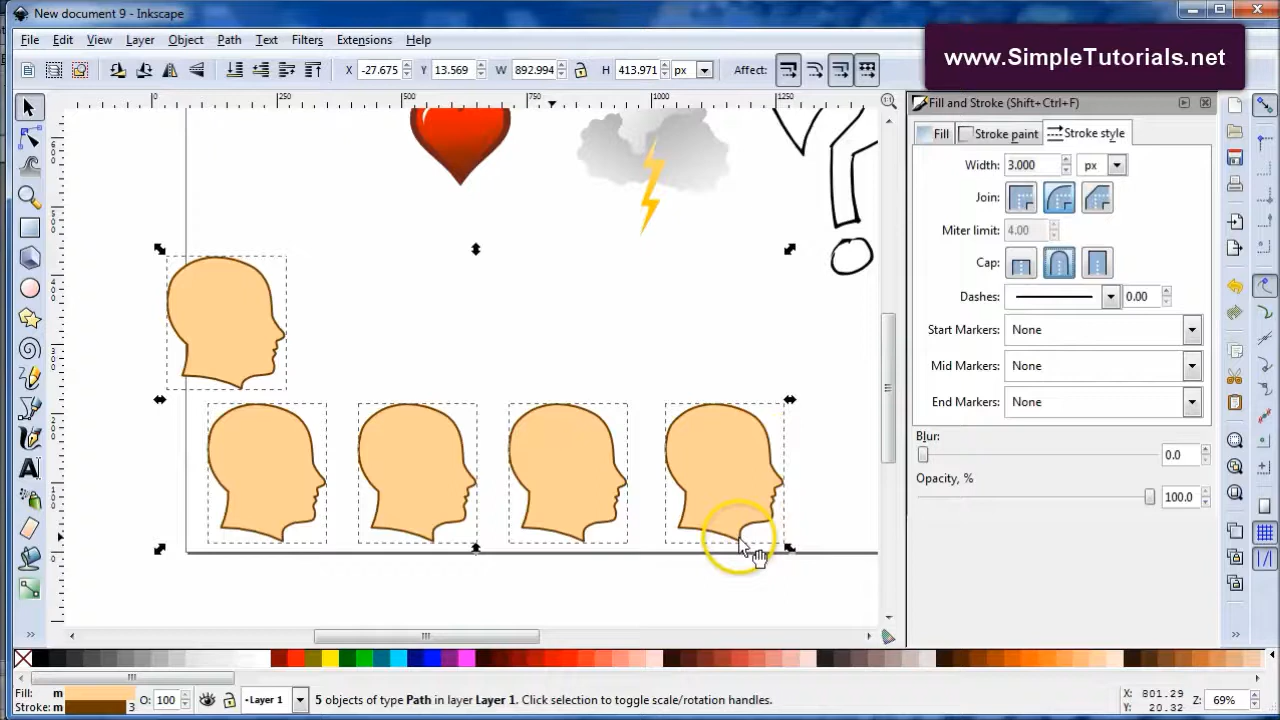 New document 9 - Inkscape
File Edit View Layer Object Path Text Filters Extensions Help
www.SimpleTutorials.net
X -27.675 Y 13.569 W 892.994 H 413.971 px Affect:
0 250 500 750 1000 1250
Fill and Stroke (Shift+Ctrl+F)
Fill Stroke paint Stroke style
Width: 3.000 px
Join:
Miter limit: 4.00
Cap:
Dashes: 0.00
Start Markers: None
Mid Markers: None
End Markers: None
Blur:
0.0
Opacity, %
100.0
Fill: m
Stroke: m 3
O: 100
Layer 1
5 objects of type Path in layer Layer 1. Click selection to toggle scale/rotation handles.
X: 801.29
Y: 20.32
Z: 69%